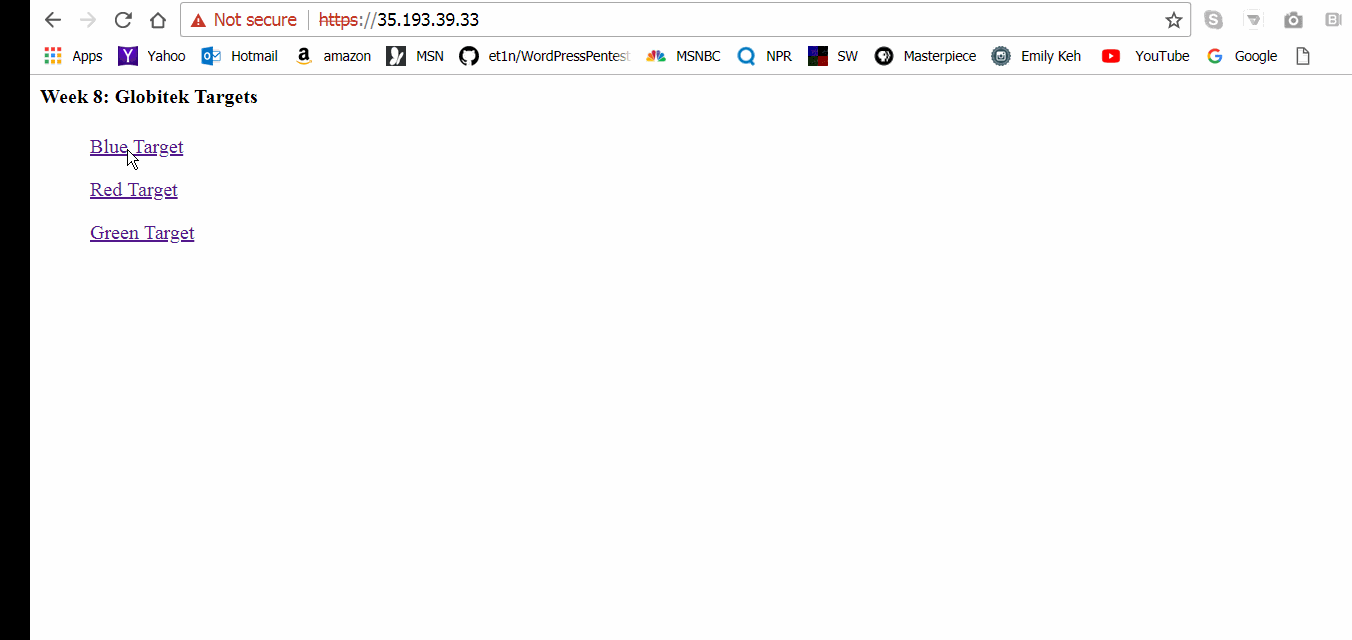 Not secure https://35.193.39.33
Apps Yahoo Hotmail amazon MSN et1n/WordPressPentest MSNBC NPR SW Masterpiece Emily Keh YouTube Google
Week 8: Globitek Targets
Blue Target
Red Target
Green Target